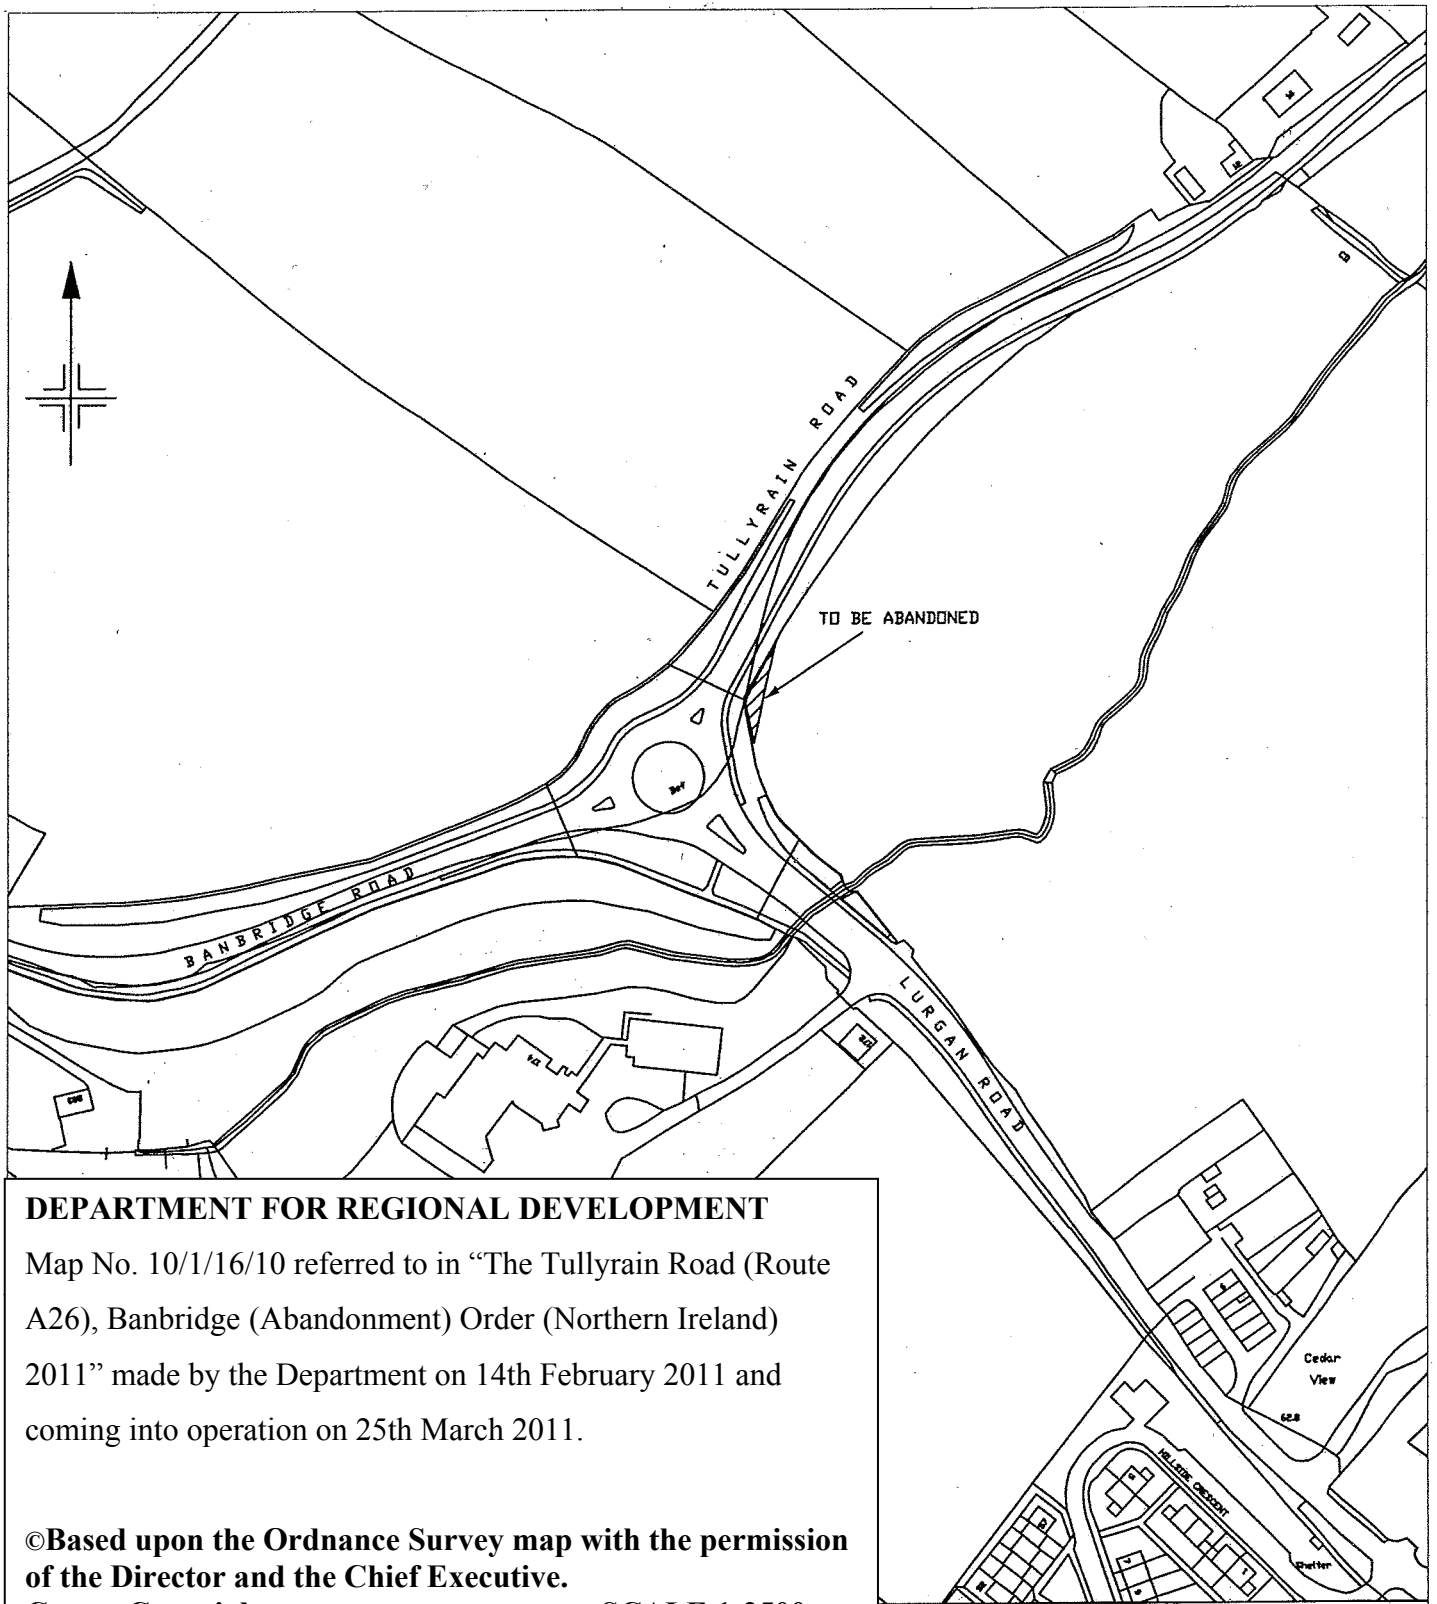 TULLYRAIN ROAD
TO BE ABANDONED
BANBRIDGE ROAD
LURGAN ROAD
Cedar
View
62.8
HILLSIDE CRESCENT
Shelter
DEPARTMENT FOR REGIONAL DEVELOPMENT
Map No. 10/1/16/10 referred to in “The Tullyrain Road (Route
A26), Banbridge (Abandonment) Order (Northern Ireland)
2011” made by the Department on 14th February 2011 and
coming into operation on 25th March 2011.
©Based upon the Ordnance Survey map with the permission
of the Director and the Chief Executive.